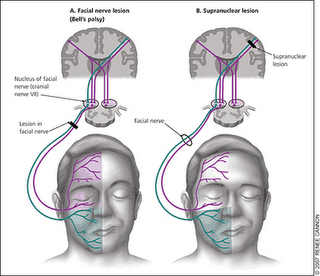 A. Facial nerve lesion
(Bell's palsy)
B. Supranuclear lesion
Supranuclear
lesion
Nucleus of facial
nerve (cranial
nerve VII)
Lesion in
facial nerve
Facial nerve
© 2007 RENEE CANNON